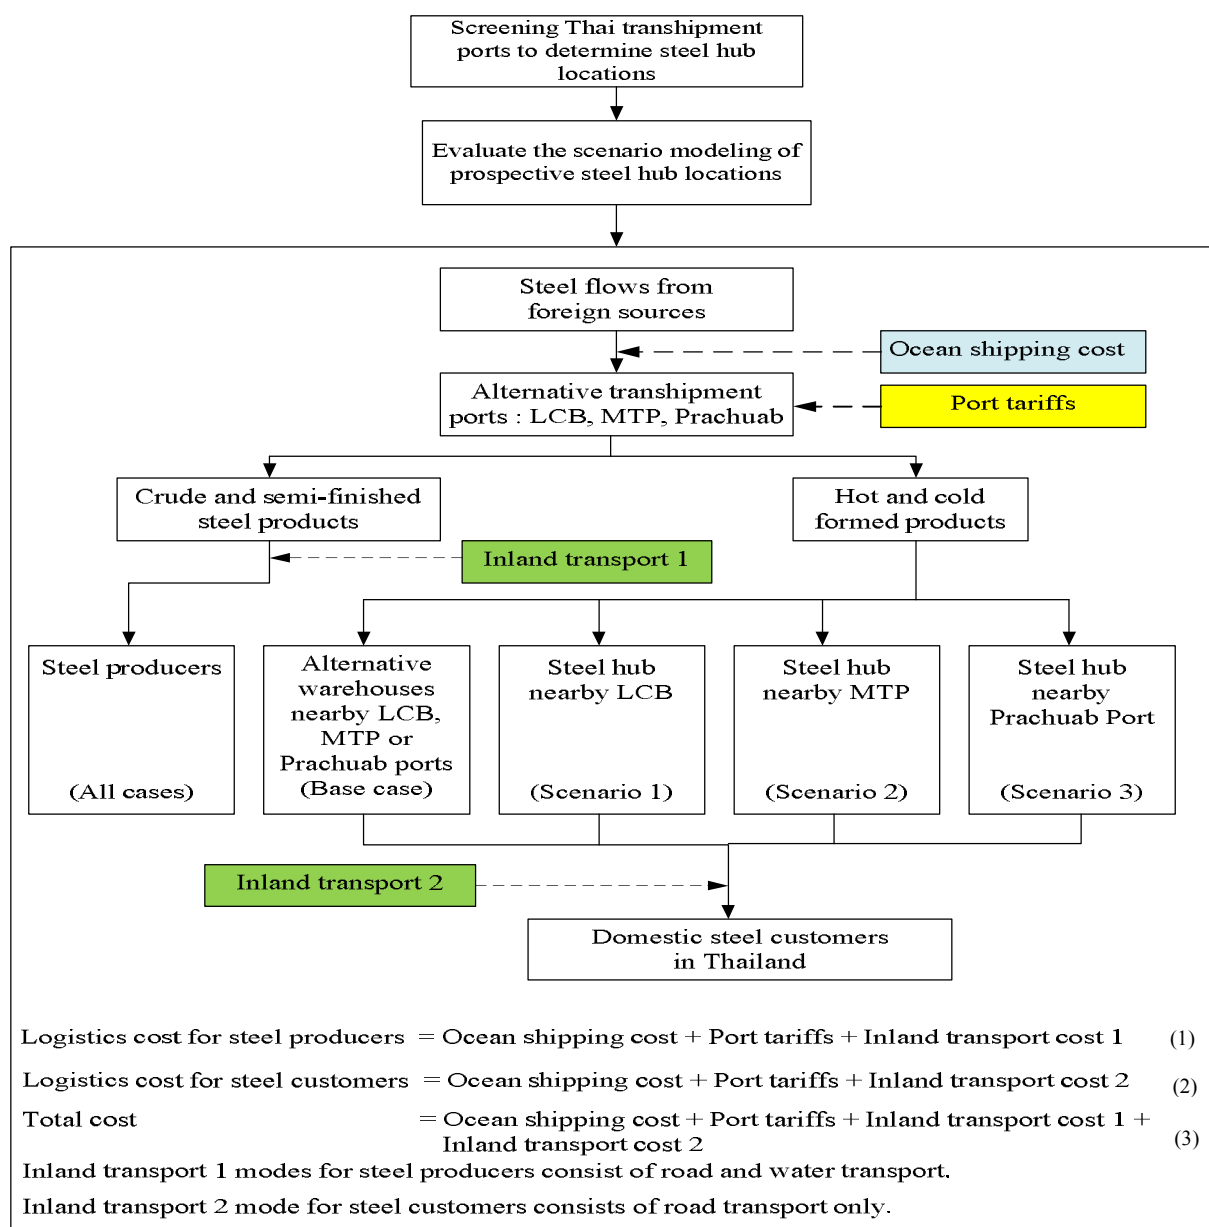 Screening Thai transhipment
ports to determine steel hub
locations
Evaluate the scenario modeling of
prospective steel hub locations
Steel flows from
foreign sources
Ocean shipping cost
Alternative transhipment
ports : LCB, MTP, Prachuab
Port tariffs
Crude and semi-finished
steel products
Hot and cold
formed products
Inland transport 1
Steel producers
(All cases)
Alternative
warehouses
nearby LCB,
MTP or
Prachuab ports
(Base case)
Steel hub
nearby LCB
(Scenario 1)
Steel hub
nearby MTP
(Scenario 2)
Steel hub
nearby
Prachuab Port
(Scenario 3)
Inland transport 2
Domestic steel customers
in Thailand
Logistics cost for steel producers = Ocean shipping cost + Port tariffs + Inland transport cost 1 (1)
Logistics cost for steel customers = Ocean shipping cost + Port tariffs + Inland transport cost 2 (2)
Total cost = Ocean shipping cost + Port tariffs + Inland transport cost 1 +
Inland transport cost 2 (3)
Inland transport 1 modes for steel producers consist of road and water transport.
Inland transport 2 mode for steel customers consists of road transport only.